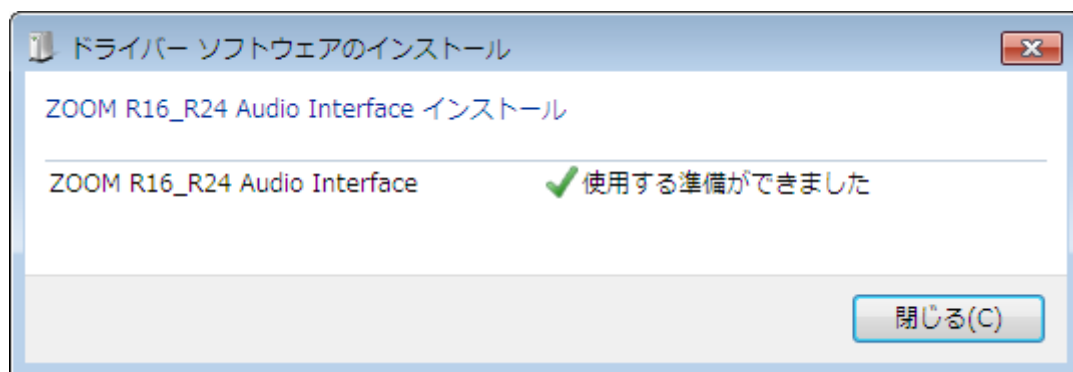 ドライバー ソフトウェアのインストール
ZOOM R16_R24 Audio Interface インストール
ZOOM R16_R24 Audio Interface 使用する準備ができました
閉じる(C)